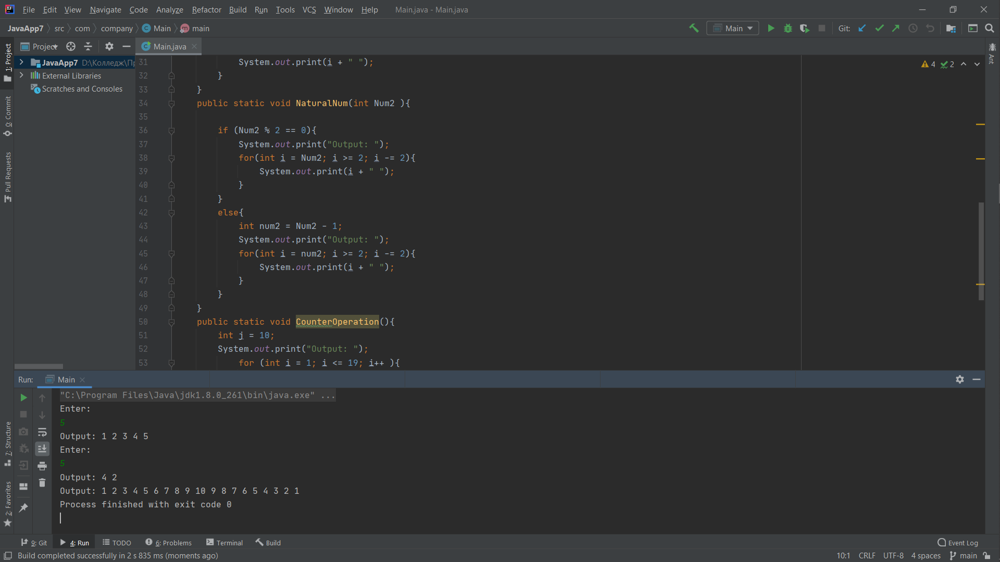 File Edit View Navigate Code Analyze Refactor Build Run Tools VCS Window Help Main.java - Main.java
JavaApp7 src com company Main main
Main Git:
Project
Main.java
JavaApp7 D:\Колледж\Пр
External Libraries
Scratches and Consoles
4 2
31 System.out.print(i + " ");
32 }
33 }
34 public static void NaturalNum(int Num2 ){
35
36 if (Num2 % 2 == 0){
37 System.out.print("Output: ");
38 for(int i = Num2; i >= 2; i -= 2){
39 System.out.print(i + " ");
40 }
41 }
42 else{
43 int num2 = Num2 - 1;
44 System.out.print("Output: ");
45 for(int i = num2; i >= 2; i -= 2){
46 System.out.print(i + " ");
47 }
48 }
49 }
50 public static void CounterOperation(){
51 int j = 10;
52 System.out.print("Output: ");
53 for (int i = 1; i <= 19; i++ ){
1: Project
0: Commit
Pull Requests
7: Structure
2: Favorites
Ant
Run: Main
"C:\Program Files\Java\jdk1.8.0_261\bin\java.exe" ...
Enter:
5
Output: 1 2 3 4 5
Enter:
5
Output: 4 2
Output: 1 2 3 4 5 6 7 8 9 10 9 8 7 6 5 4 3 2 1
Process finished with exit code 0
9: Git 4: Run TODO 6: Problems Terminal Build Event Log
Build completed successfully in 2 s 835 ms (moments ago) 10:1 CRLF UTF-8 4 spaces main